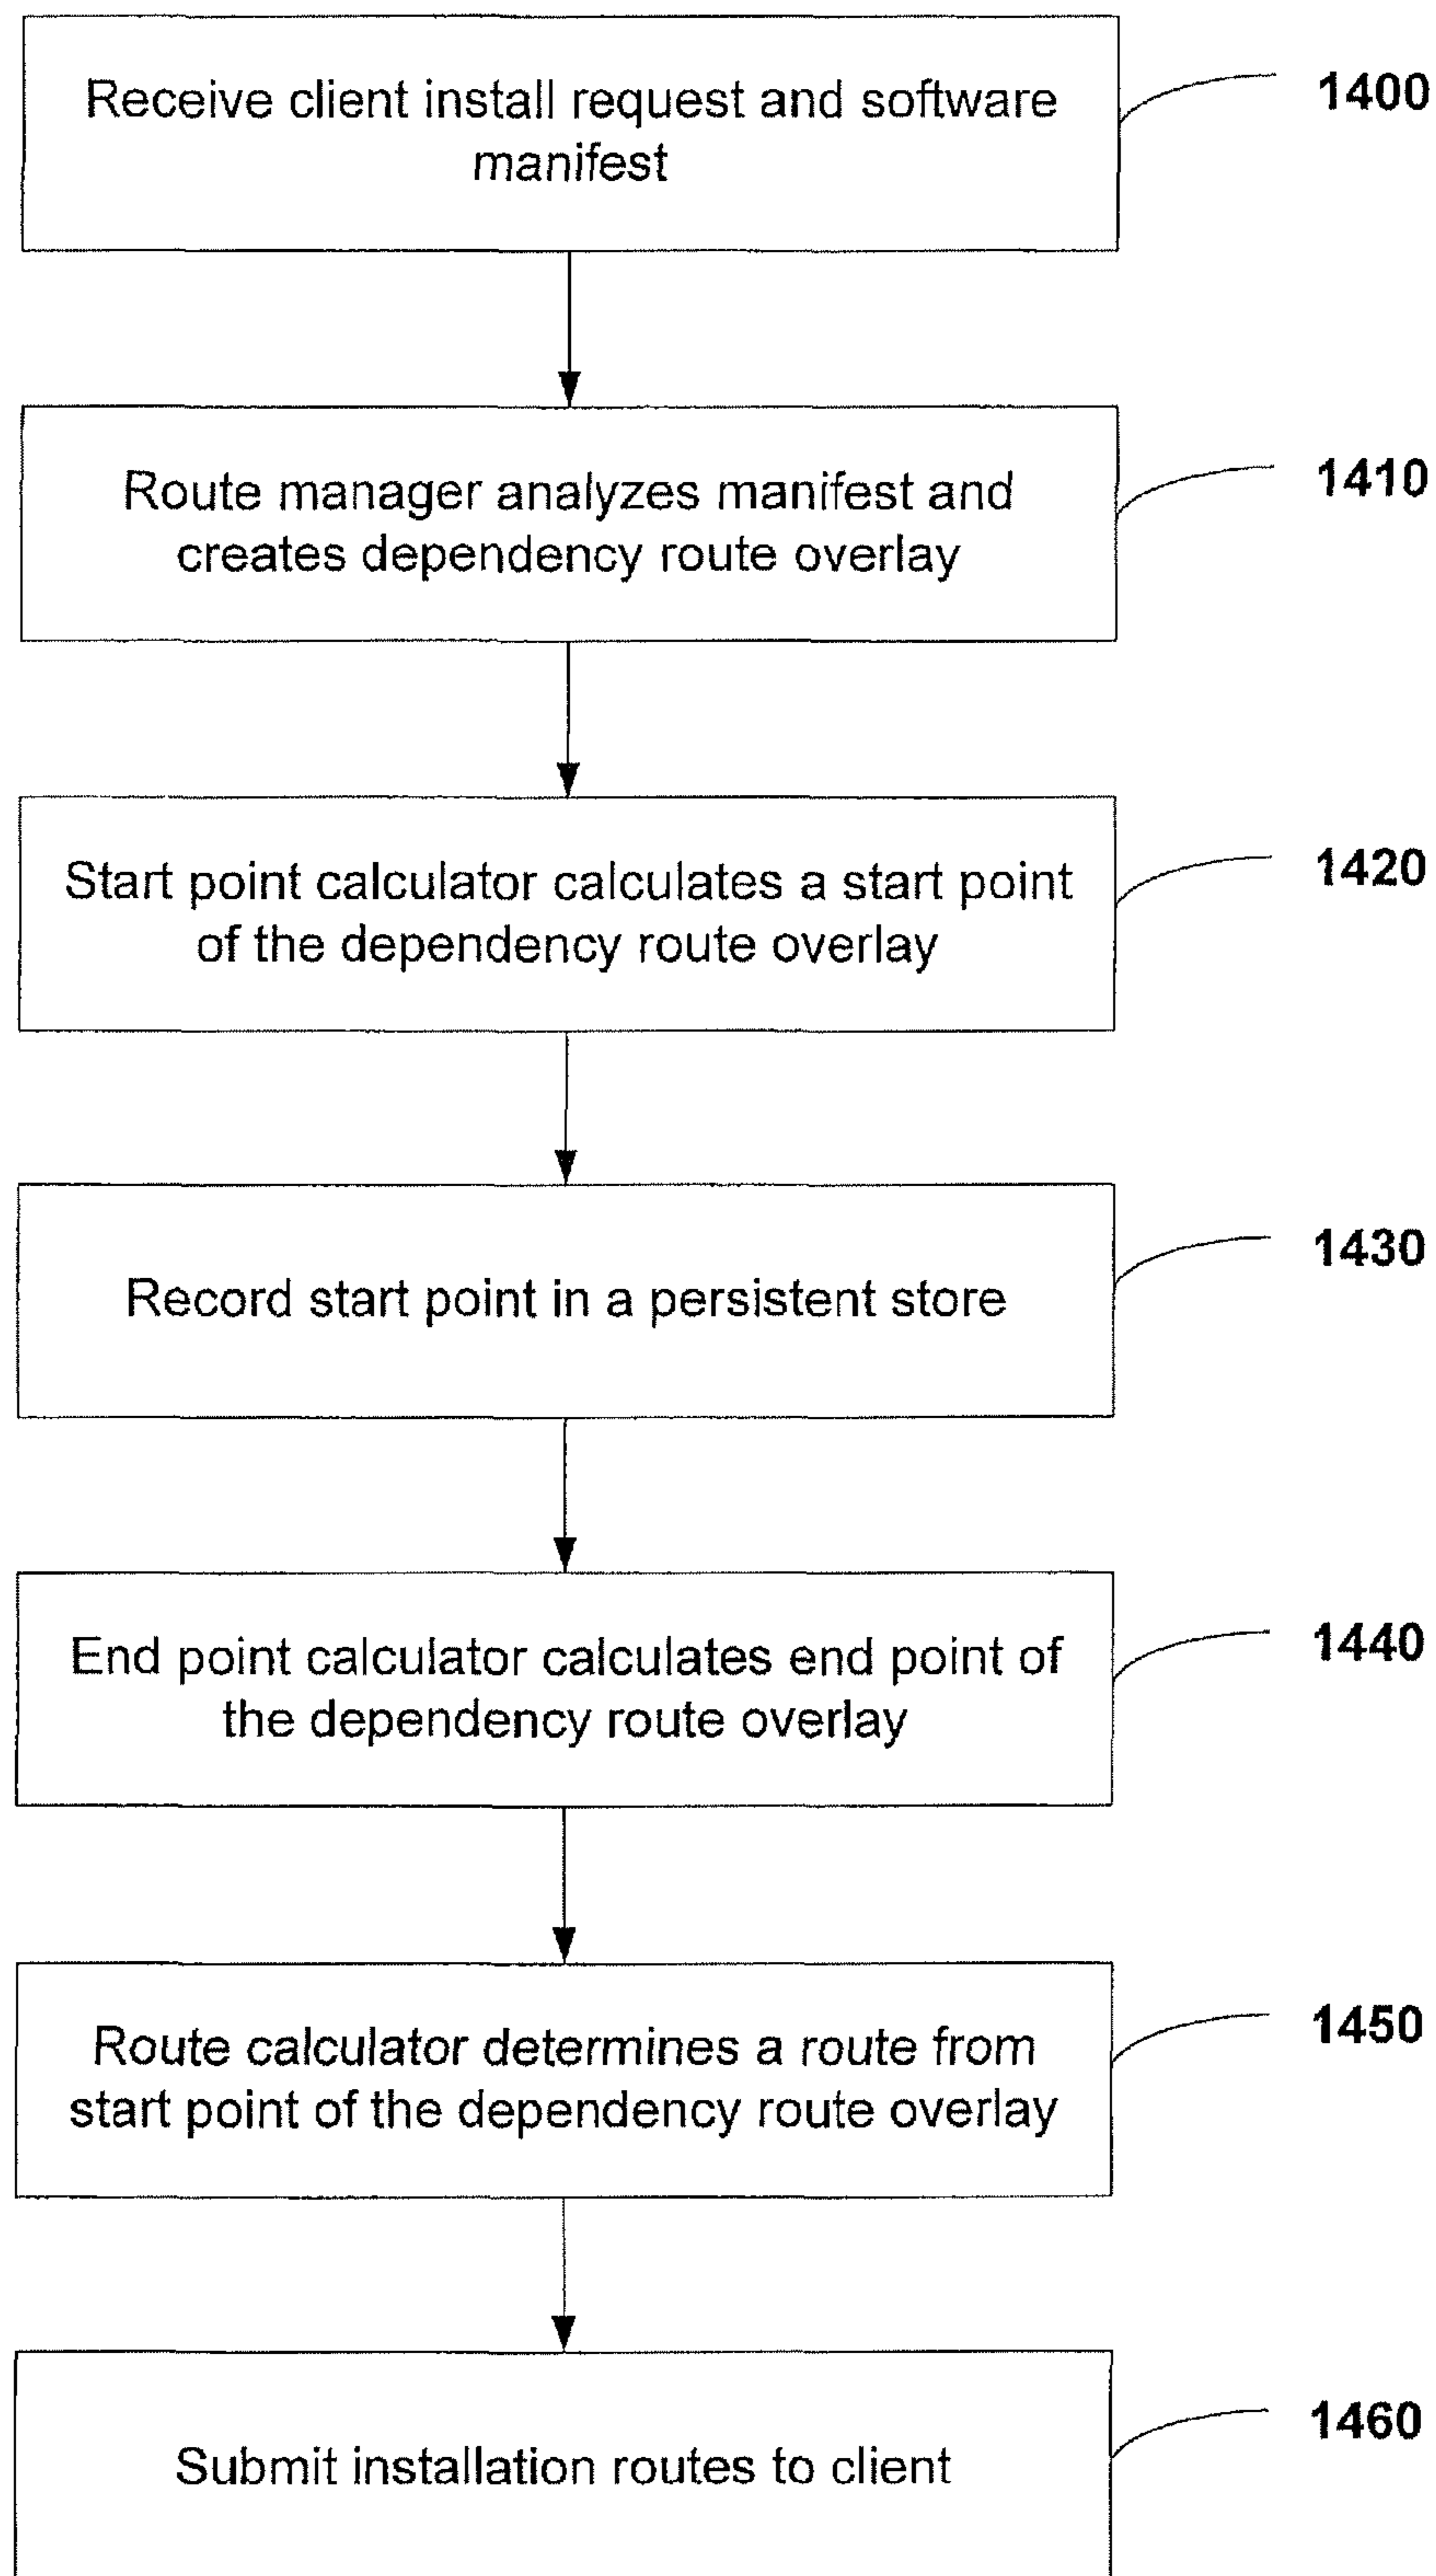 Receive client install request and software
manifest
1400
Route manager analyzes manifest and
creates dependency route overlay
1410
Start point calculator calculates a start point
of the dependency route overlay
1420
Record start point in a persistent store
1430
End point calculator calculates end point of
the dependency route overlay
1440
Route calculator determines a route from
start point of the dependency route overlay
1450
Submit installation routes to client
1460